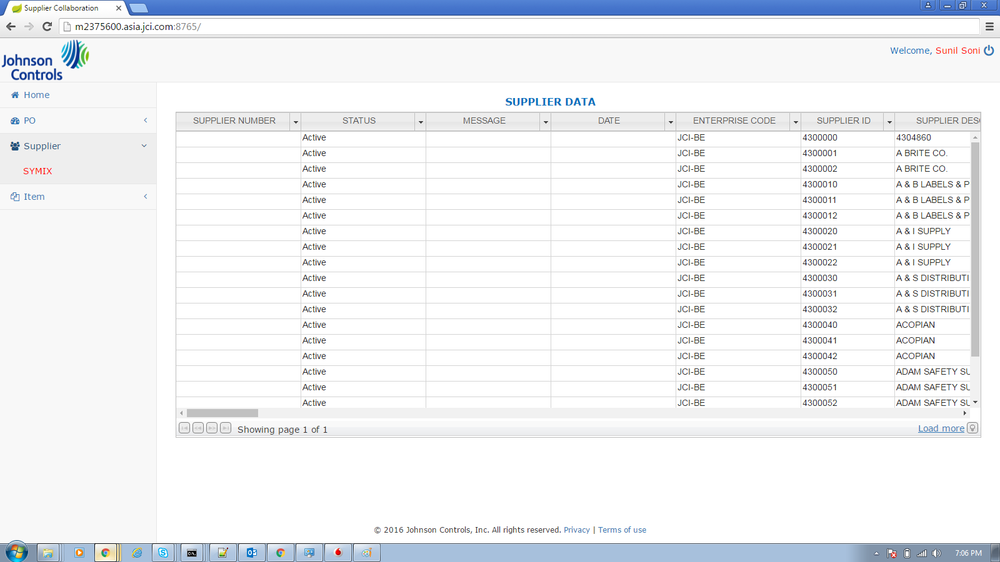 Supplier Collaboration
m2375600.asia.jci.com:8765/
Johnson
Controls
Welcome, Sunil Soni
Home
PO
Supplier
SYMIX
Item
SUPPLIER DATA
SUPPLIER NUMBER STATUS MESSAGE DATE ENTERPRISE CODE SUPPLIER ID SUPPLIER DESC
Active JCI-BE 4300000 4304860
Active JCI-BE 4300001 A BRITE CO.
Active JCI-BE 4300002 A BRITE CO.
Active JCI-BE 4300010 A & B LABELS & P
Active JCI-BE 4300011 A & B LABELS & P
Active JCI-BE 4300012 A & B LABELS & P
Active JCI-BE 4300020 A & I SUPPLY
Active JCI-BE 4300021 A & I SUPPLY
Active JCI-BE 4300022 A & I SUPPLY
Active JCI-BE 4300030 A & S DISTRIBUTI
Active JCI-BE 4300031 A & S DISTRIBUTI
Active JCI-BE 4300032 A & S DISTRIBUTI
Active JCI-BE 4300040 ACOPIAN
Active JCI-BE 4300041 ACOPIAN
Active JCI-BE 4300042 ACOPIAN
Active JCI-BE 4300050 ADAM SAFETY SU
Active JCI-BE 4300051 ADAM SAFETY SU
Active JCI-BE 4300052 ADAM SAFETY SU
Showing page 1 of 1
Load more
© 2016 Johnson Controls, Inc. All rights reserved. Privacy | Terms of use
7:06 PM